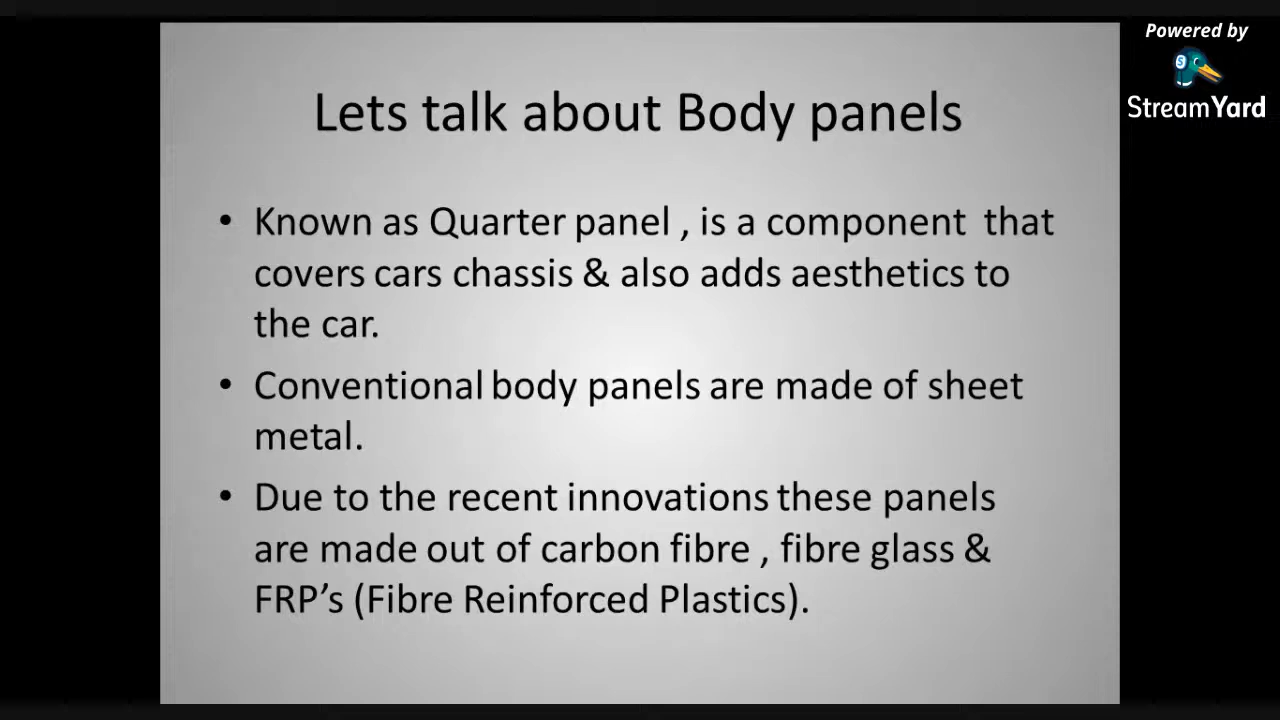 Powered by
StreamYard
Lets talk about Body panels
• Known as Quarter panel , is a component that
covers cars chassis & also adds aesthetics to
the car.
• Conventional body panels are made of sheet
metal.
• Due to the recent innovations these panels
are made out of carbon fibre , fibre glass &
FRP’s (Fibre Reinforced Plastics).